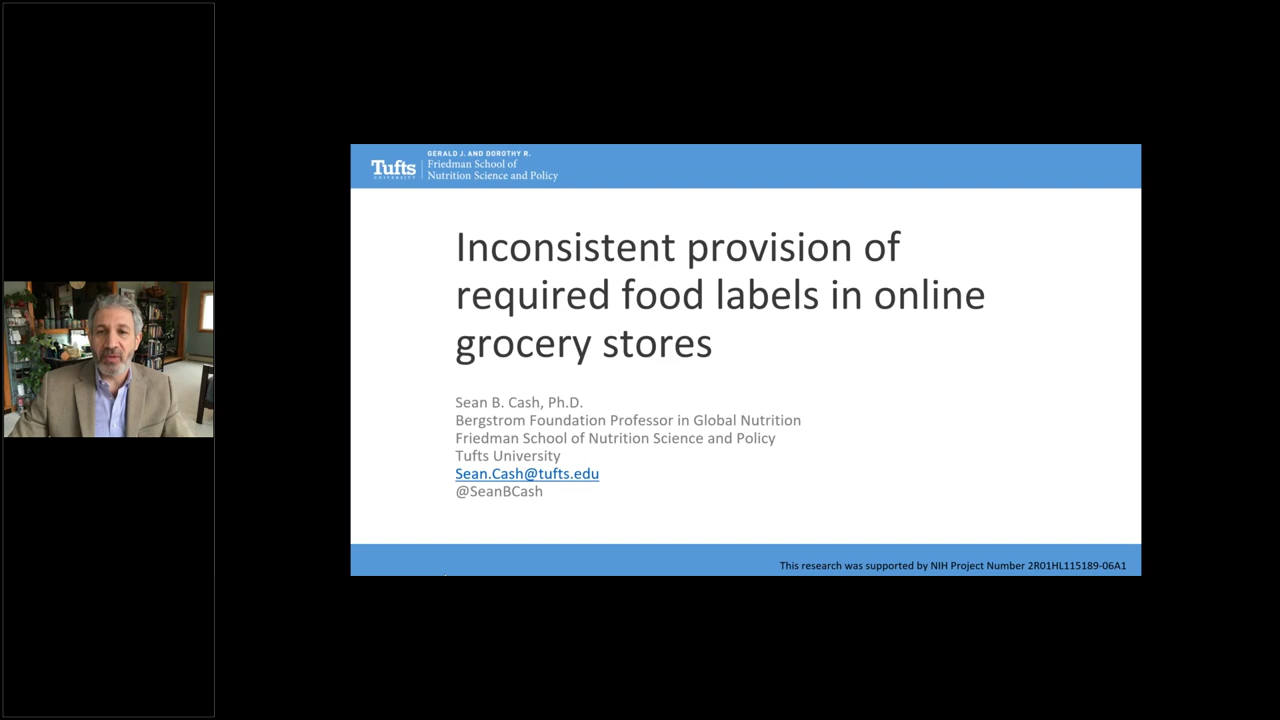 Tufts
UNIVERSITY
GERALD J. AND DOROTHY R.
Friedman School of
Nutrition Science and Policy
Inconsistent provision of
required food labels in online
grocery stores
Sean B. Cash, Ph.D.
Bergstrom Foundation Professor in Global Nutrition
Friedman School of Nutrition Science and Policy
Tufts University
Sean.Cash@tufts.edu
@SeanBCash
This research was supported by NIH Project Number 2R01HL115189-06A1